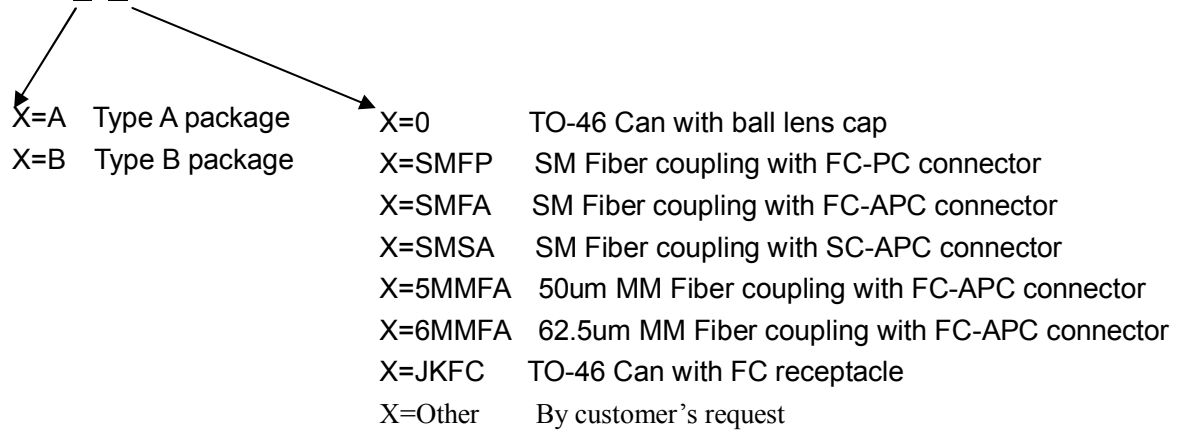 X=A Type A package
X=B Type B package
X=0 TO-46 Can with ball lens cap
X=SMFP SM Fiber coupling with FC-PC connector
X=SMFA SM Fiber coupling with FC-APC connector
X=SMSA SM Fiber coupling with SC-APC connector
X=5MMFA 50um MM Fiber coupling with FC-APC connector
X=6MMFA 62.5um MM Fiber coupling with FC-APC connector
X=JKFC TO-46 Can with FC receptacle
X=Other By customer’s request